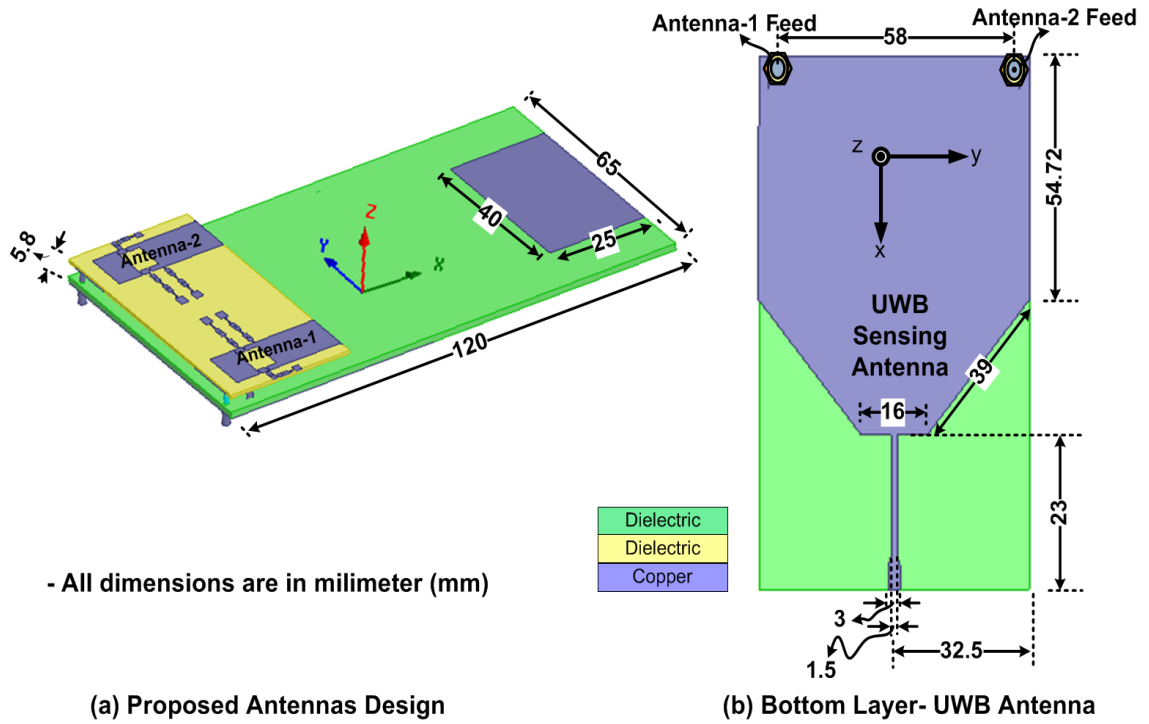 Antenna-1 Feed
Antenna-2 Feed
58
65
40
25
5.8
Antenna-2
Z
Y
X
Antenna-1
120
z
y
x
54.72
UWB
Sensing
Antenna
39
16
23
Dielectric
Dielectric
Copper
- All dimensions are in milimeter (mm)
3
32.5
1.5
(a) Proposed Antennas Design
(b) Bottom Layer- UWB Antenna